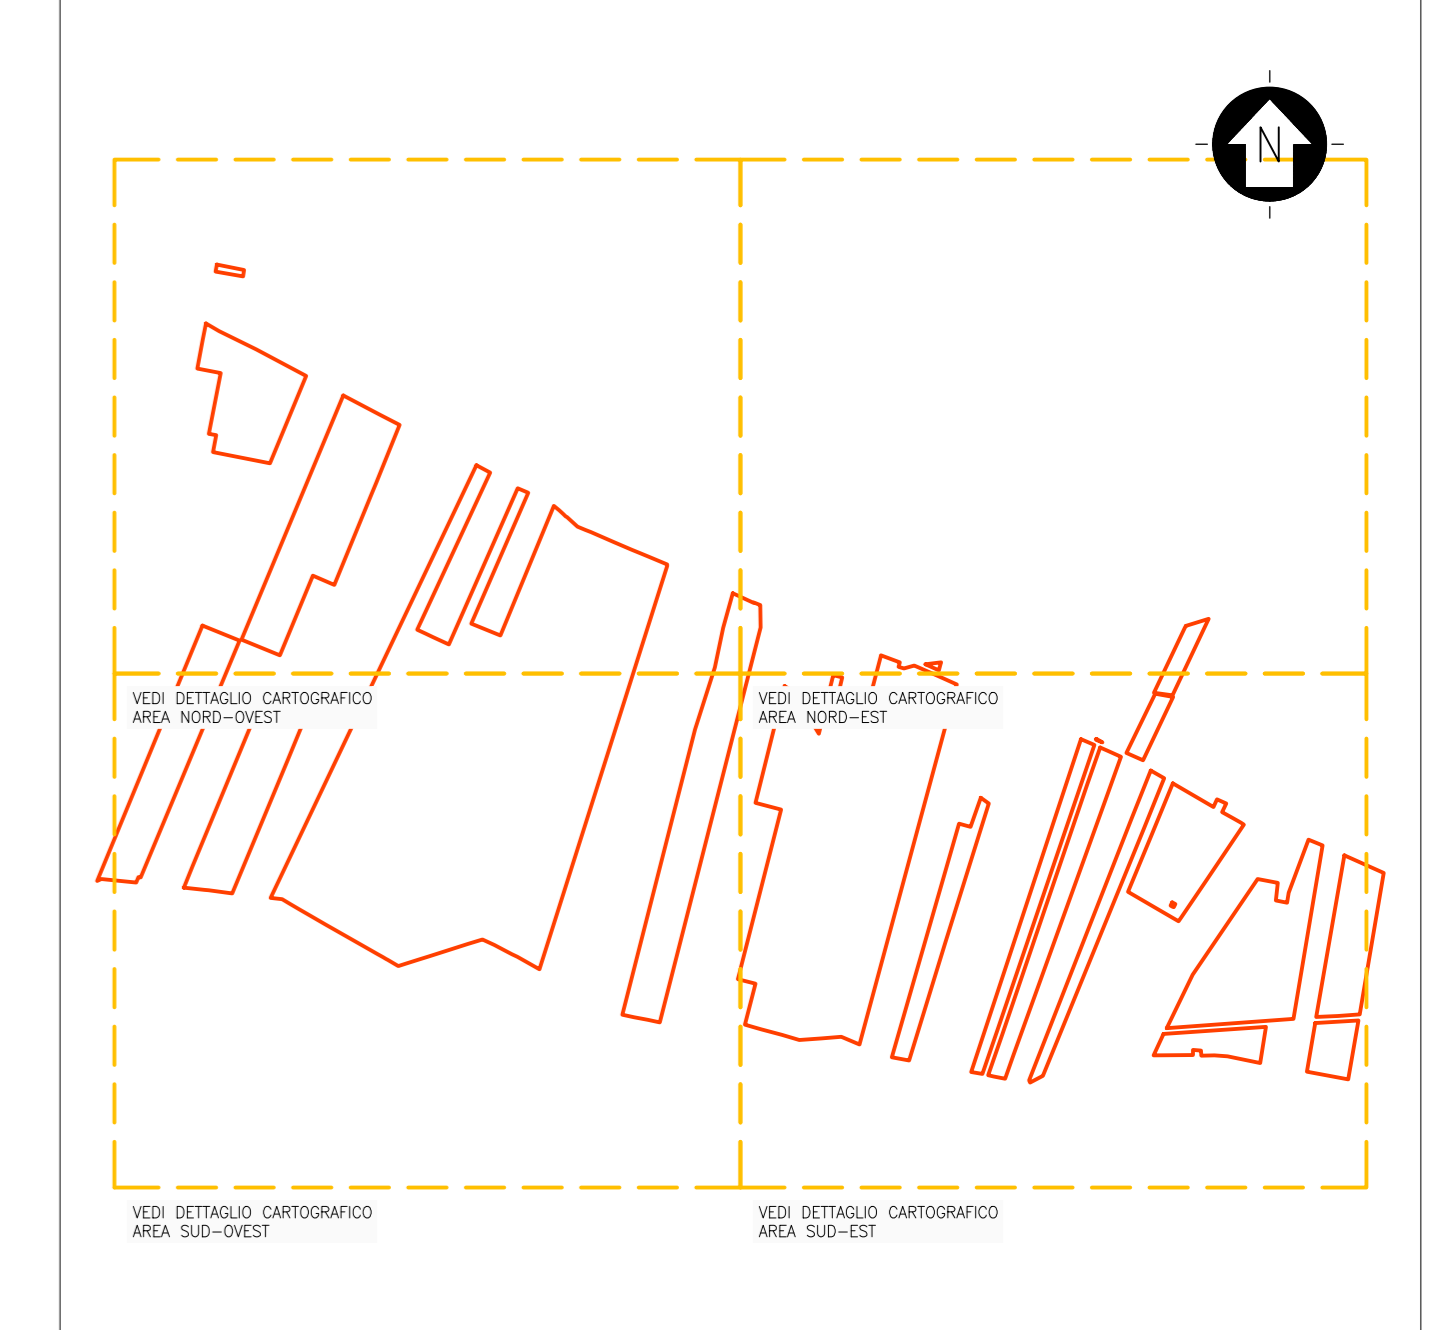 N
VEDI DETTAGLIO CARTOGRAFICO
AREA NORD-OVEST
VEDI DETTAGLIO CARTOGRAFICO
AREA NORD-EST
VEDI DETTAGLIO CARTOGRAFICO
AREA SUD-OVEST
VEDI DETTAGLIO CARTOGRAFICO
AREA SUD-EST